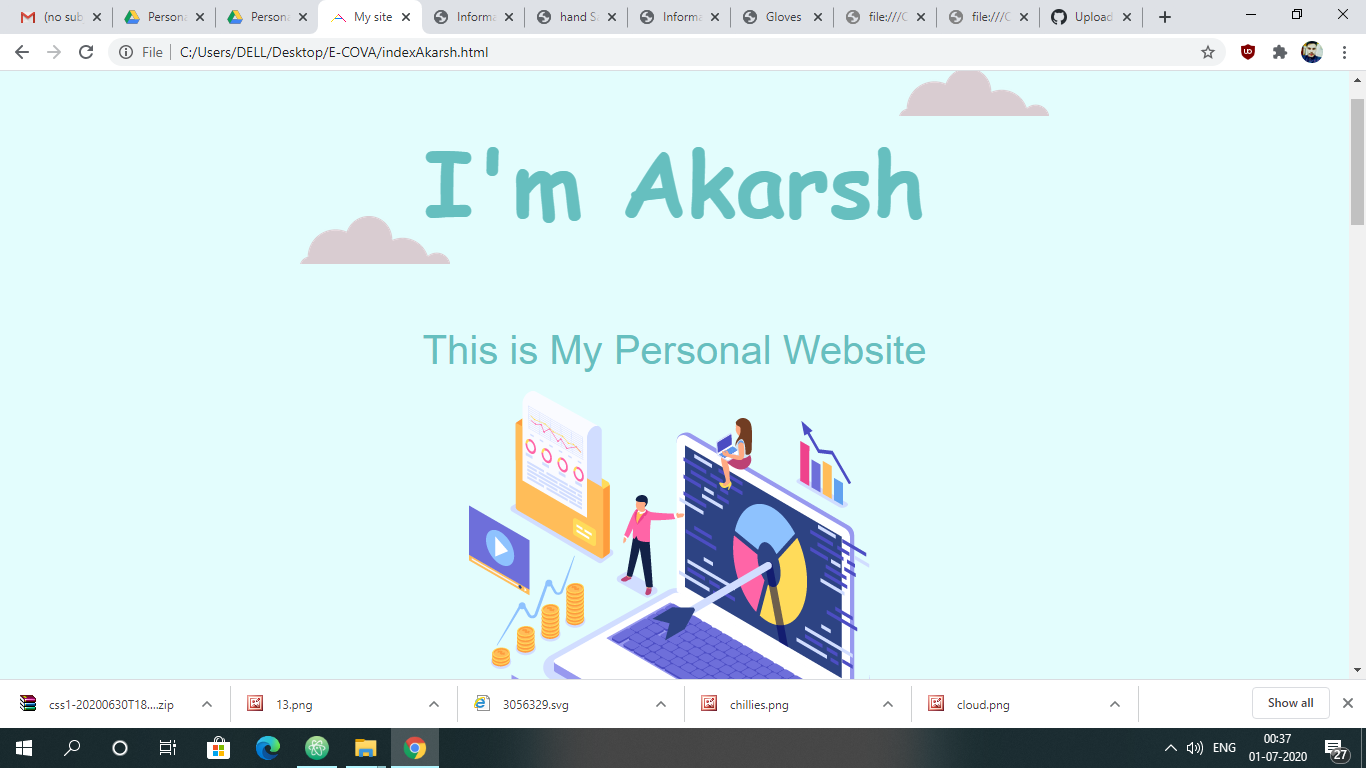 (no sub
Persona
Persona
My site
Informa
hand Sa
Informa
Gloves
file:///C
file:///C
Upload
File
C:/Users/DELL/Desktop/E-COVA/indexAkarsh.html
I'm Akarsh
This is My Personal Website
css1-20200630T18....zip
13.png
3056329.svg
chillies.png
cloud.png
Show all
ENG
00:37
01-07-2020
27